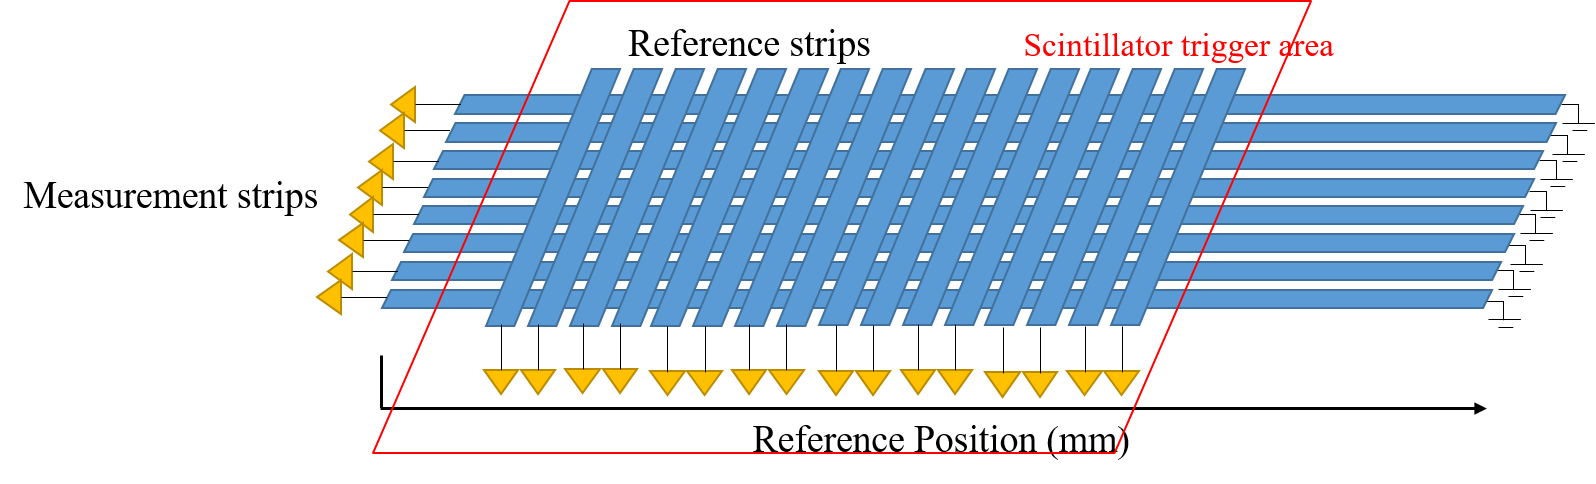 Reference strips
Scintillator trigger area
Measurement strips
Reference Position (mm)